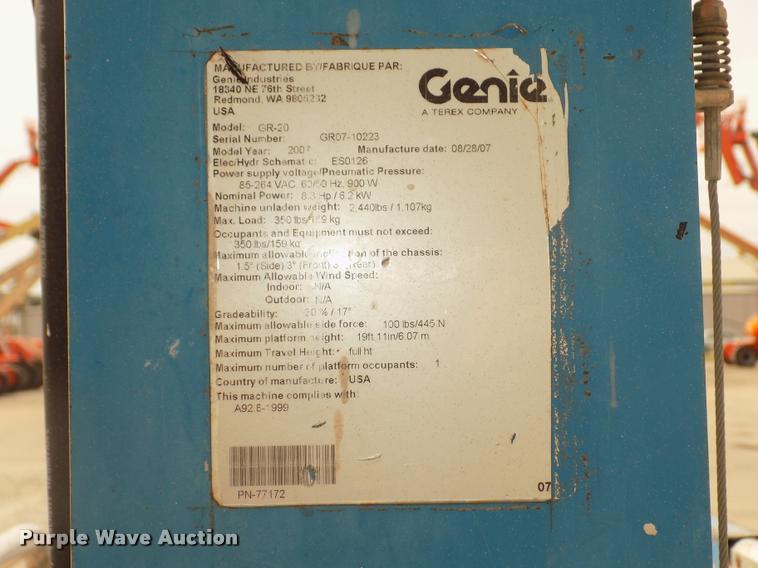 MANUFACTURED BY/FABRIQUE PAR:
Genie Industries
18340 NE 76th Street
Redmond, WA
USA
Genie
A TEREX COMPANY
Model: GR-20
Serial Number: GR07-10223
Model Year: 2007 Manufacture date: 08/28/07
Elec/Hydr Schematic: ES0126
Power supply voltage/Pneumatic Pressure:
85-264 VAC, 60/50 Hz, 900 W
Nominal Power: 8.3 Hp / 6.2 kW
Machine unladen weight: 2,440lbs / 1,107kg
Max. Load: 350 lbs/159 kg
Occupants and Equipment must not exceed:
350 lbs/159 kg
Maximum allowable inclination of the chassis:
1.5° (Side) 3° (Front) 3° (Rear)
Maximum Allowable Wind Speed:
Indoor: N/A
Outdoor: N/A
Gradeability: 30 % / 17°
Maximum allowable side force: 100 lbs/445 N
Maximum platform height: 19ft 11in/6.07 m
Maximum Travel Height: full ht
Maximum number of platform occupants: 1
Country of manufacture: USA
This machine complies with:
A92.6-1999
PN-77172
07
Purple Wave Auction